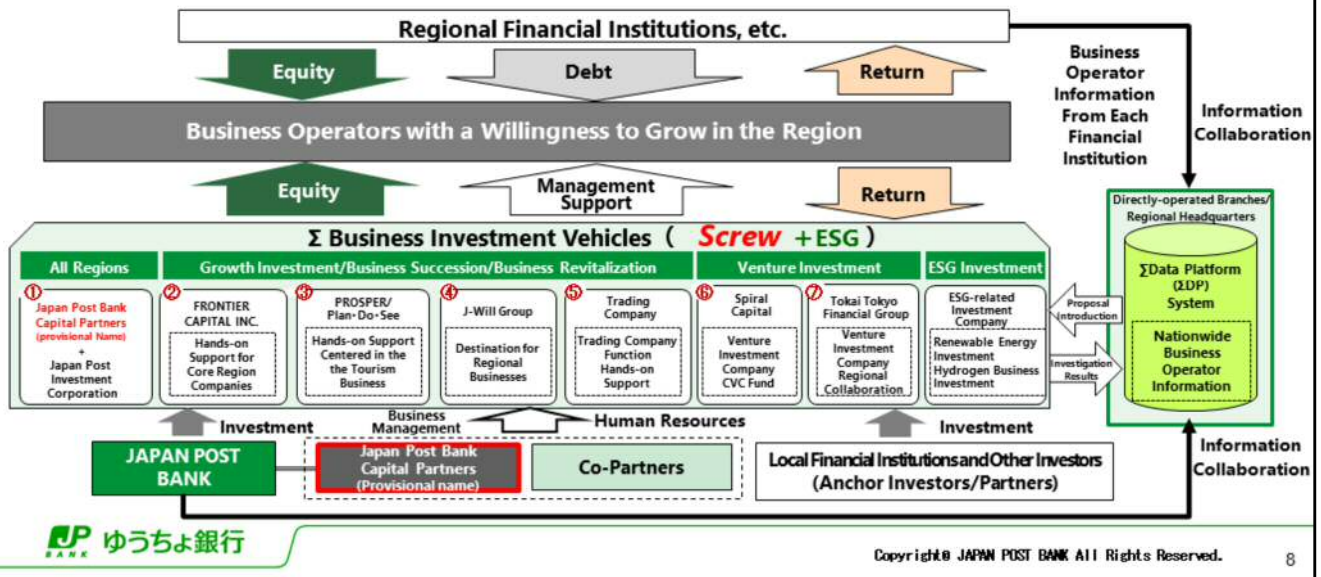 Regional Financial Institutions, etc.
Equity
Debt
Return
Business
Operator
Information
From Each
Financial
Institution
Information
Collaboration
Business Operators with a Willingness to Grow in the Region
Equity
Management
Support
Return
Directly-operated Branches/
Regional Headquarters
Σ Business Investment Vehicles ( Screw +ESG )
All Regions
Growth Investment/Business Succession/Business Revitalization
Venture Investment
ESG Investment
①
Japan Post Bank
Capital Partners
(provisional Name)
+
Japan Post
Investment
Corporation
②
FRONTIER
CAPITAL INC.
Hands-on
Support for
Core Region
Companies
③
PROSPER/
Plan·Do·See
Hands-on Support
Centered in the
the Tourism
Business
④
J-Will Group
Destination for
Regional
Businesses
⑤
Trading
Company
Trading Company
Function
Hands-on
Support
⑥
Spiral
Capital
Venture
Investment
Company
CVC Fund
⑦
Tokai Tokyo
Financial Group
Venture
Investment
Company
Regional
Collaboration
ESG-related
Investment
Company
Renewable Energy
Investment
Hydrogen Business
Investment
Proposal
Introduction
Investigation
Results
ΣData Platform
(ΣDP)
System
Nationwide
Business
Operator
Information
Investment
Business
Management
Human Resources
Investment
JAPAN POST
BANK
Japan Post Bank
Capital Partners
(Provisional name)
Co-Partners
Local Financial Institutions and Other Investors
(Anchor Investors/Partners)
Information
Collaboration
JP BANK ゆうちょ銀行
Copyright© JAPAN POST BANK All Rights Reserved.
8